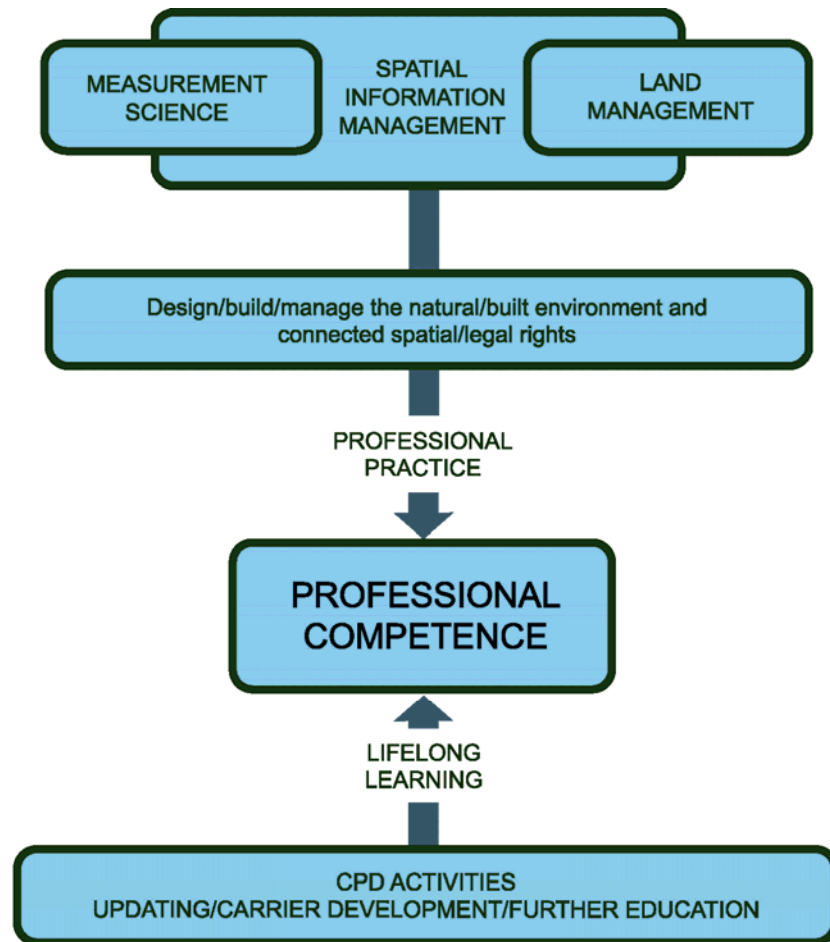 MEASUREMENT
SCIENCE
SPATIAL
INFORMATION
MANAGEMENT
LAND
MANAGEMENT
Design/build/manage the natural/built environment and
connected spatial/legal rights
PROFESSIONAL
PRACTICE
PROFESSIONAL
COMPETENCE
LIFELONG
LEARNING
CPD ACTIVITIES
UPDATING/CARRIER DEVELOPMENT/FURTHER EDUCATION